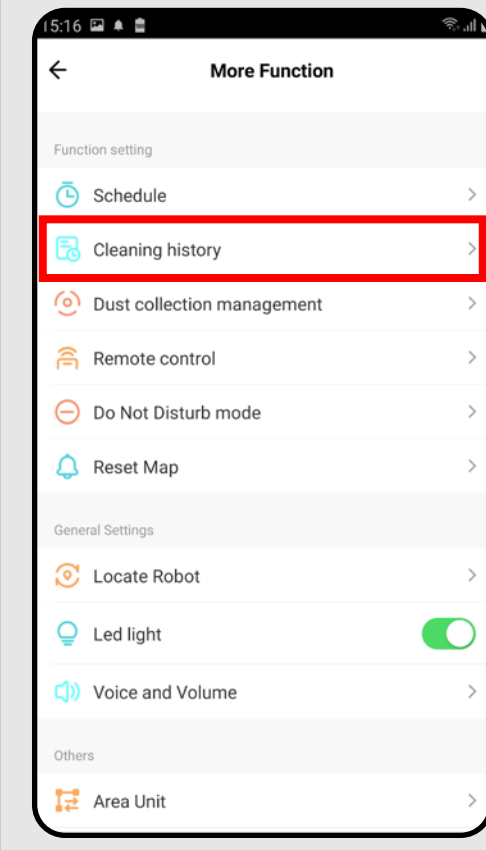 15:16
More Function
Function setting
Schedule
Cleaning history
Dust collection management
Remote control
Do Not Disturb mode
Reset Map
General Settings
Locate Robot
Led light
Voice and Volume
Others
Area Unit